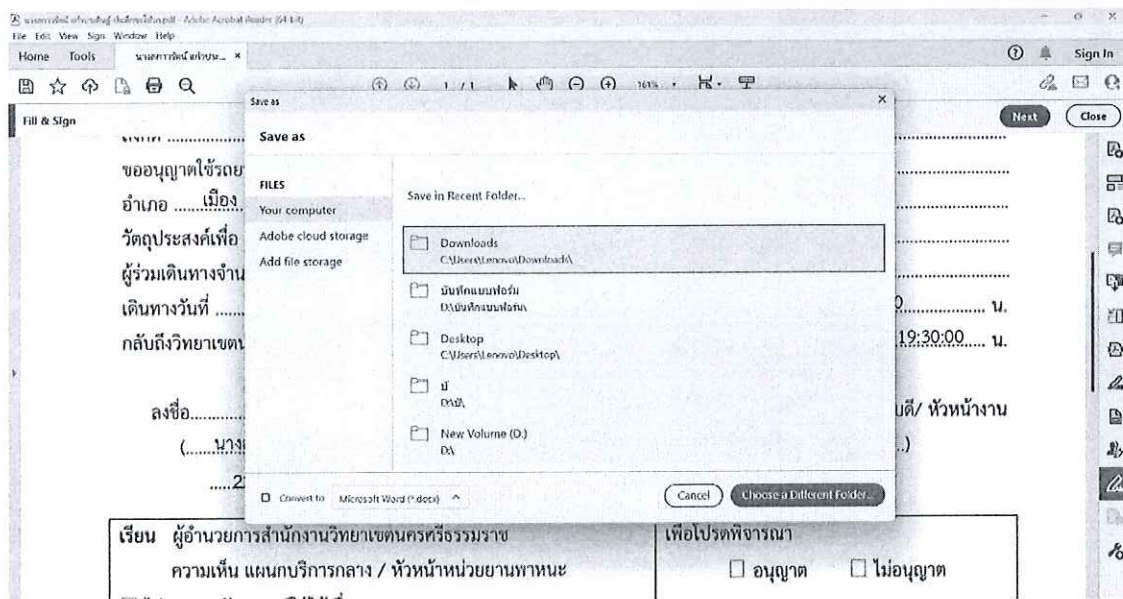 File Edit View Sign Window Help
Home Tools
Sign In
1 / 1
161%
Fill & Sign
Next
Close
Save as
Save as
FILES
Your computer
Adobe cloud storage
Add file storage
Save in Recent Folder...
Downloads
C:\Users\Lenovo\Downloads\
บันทึกแบบฟอร์ม
D:\บันทึกแบบฟอร์ม\
Desktop
C:\Users\Lenovo\Desktop\
บั
D:\บั\
New Volume (D:)
D:\
Convert to Microsoft Word (*.docx)
Cancel
Choose a Different Folder...
ขออนุญาตใช้รถย
อำเภอ ......เมือง
วัตถุประสงค์เพื่อ
ผู้ร่วมเดินทางจำน
เดินทางวันที่ ...... น.
กลับถึงวิทยาเขตน 19:30:00..... น.
ลงชื่อ........... บดี/ หัวหน้างาน
(......นาง ..)
.....2
เรียน ผู้อำนวยการสำนักงานวิทยาเขตนครศรีธรรมราช
ความเห็น แผนกบริการกลาง / หัวหน้าหน่วยยานพาหนะ
เพื่อโปรดพิจารณา
☐ อนุญาต ☐ ไม่อนุญาต